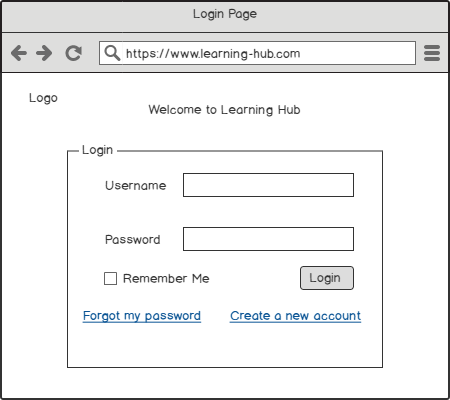 Login Page
https://www.learning-hub.com
Logo
Welcome to Learning Hub
Login
Username
Password
Remember Me
Login
Forgot my password
Create a new account